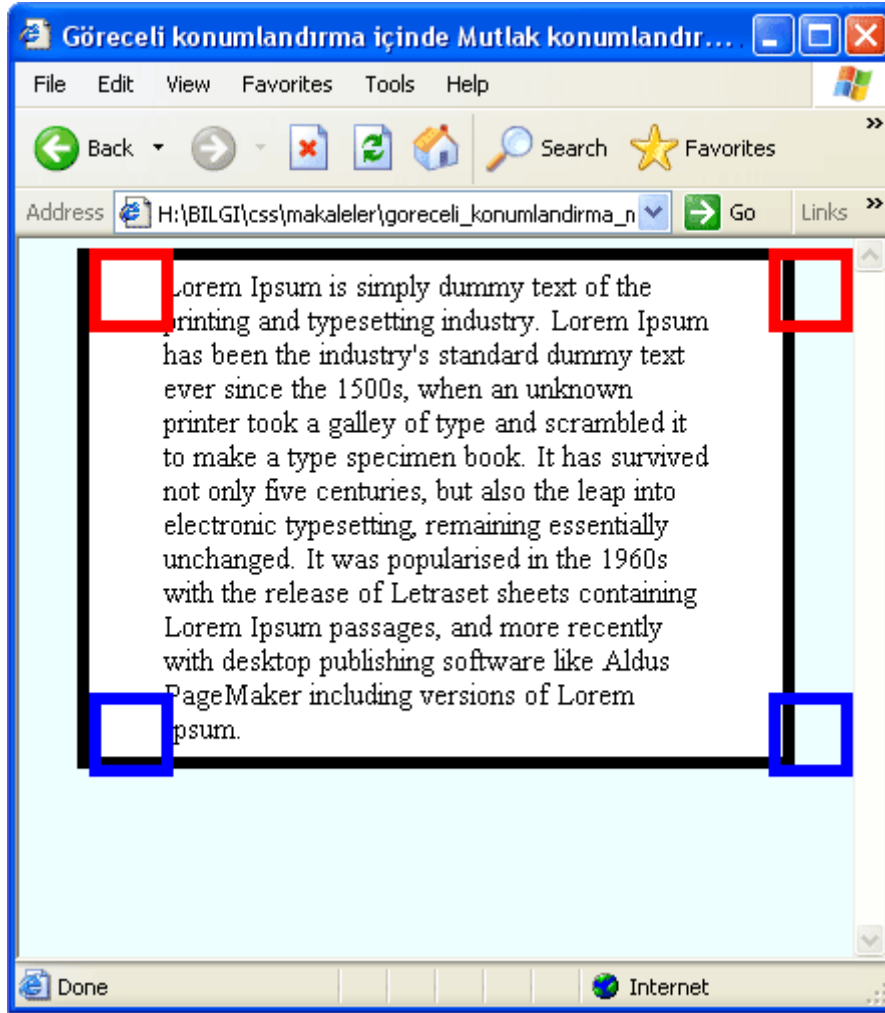 Göreceli konumlandırma içinde Mutlak konumlandır...
File Edit View Favorites Tools Help
Back Search Favorites »
Address H:\BILGI\css\makaleler\goreceli_konumlandirma_n Go Links »
Lorem Ipsum is simply dummy text of the
printing and typesetting industry. Lorem Ipsum
has been the industry's standard dummy text
ever since the 1500s, when an unknown
printer took a galley of type and scrambled it
to make a type specimen book. It has survived
not only five centuries, but also the leap into
electronic typesetting, remaining essentially
unchanged. It was popularised in the 1960s
with the release of Letraset sheets containing
Lorem Ipsum passages, and more recently
with desktop publishing software like Aldus
PageMaker including versions of Lorem
Ipsum.
Done Internet